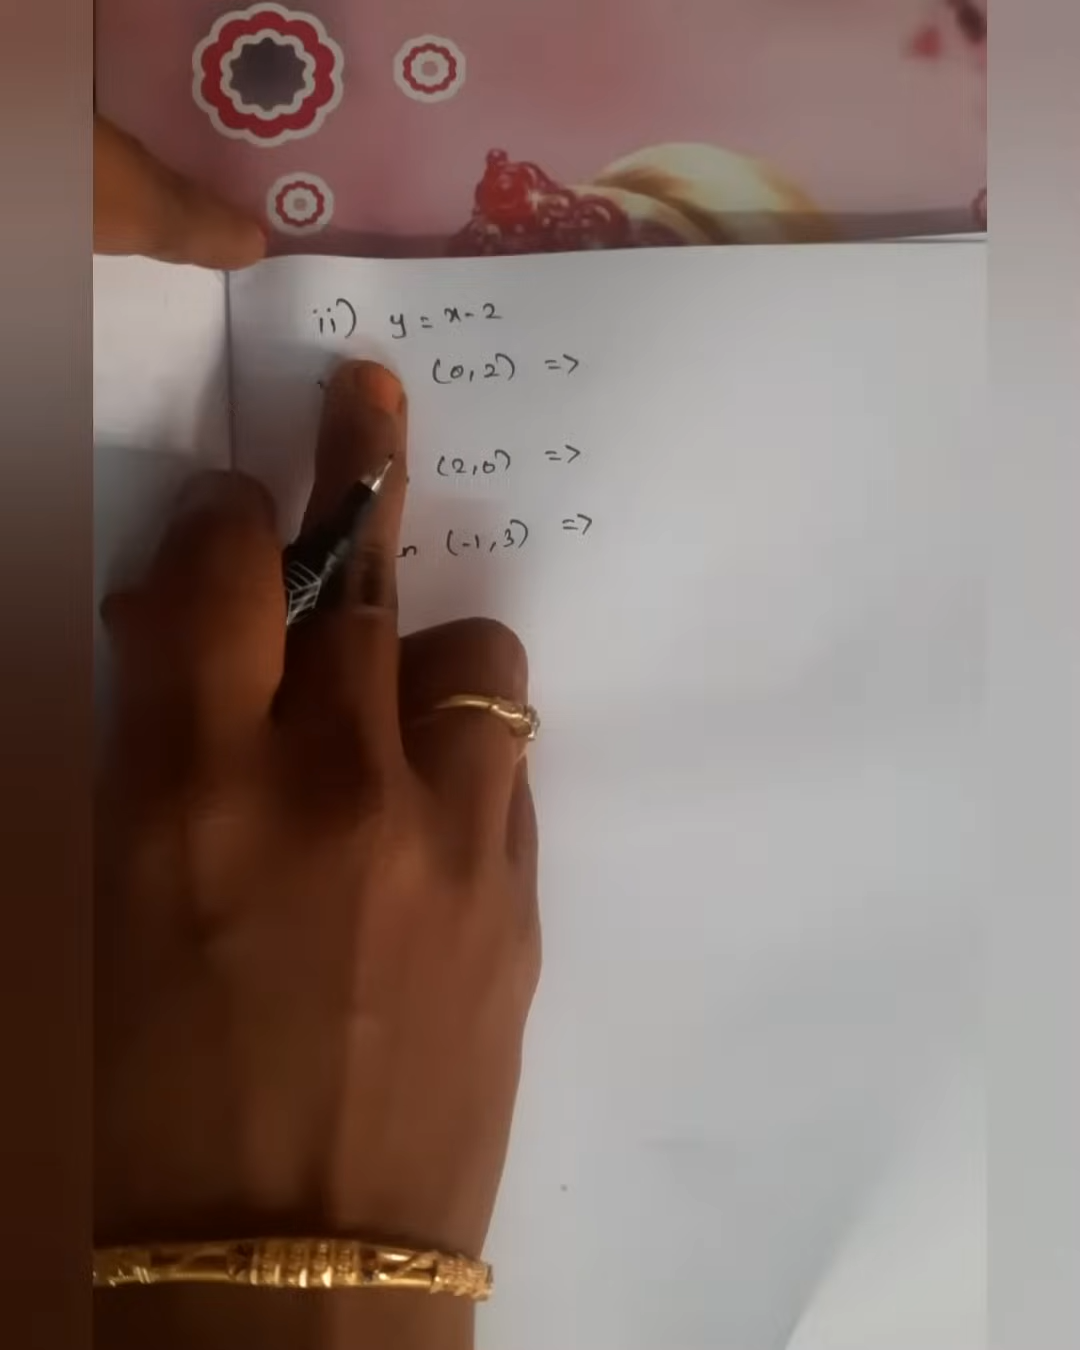 ii) y = x - 2
(0,2) =>
(2,0) =>
(-1,3) =>